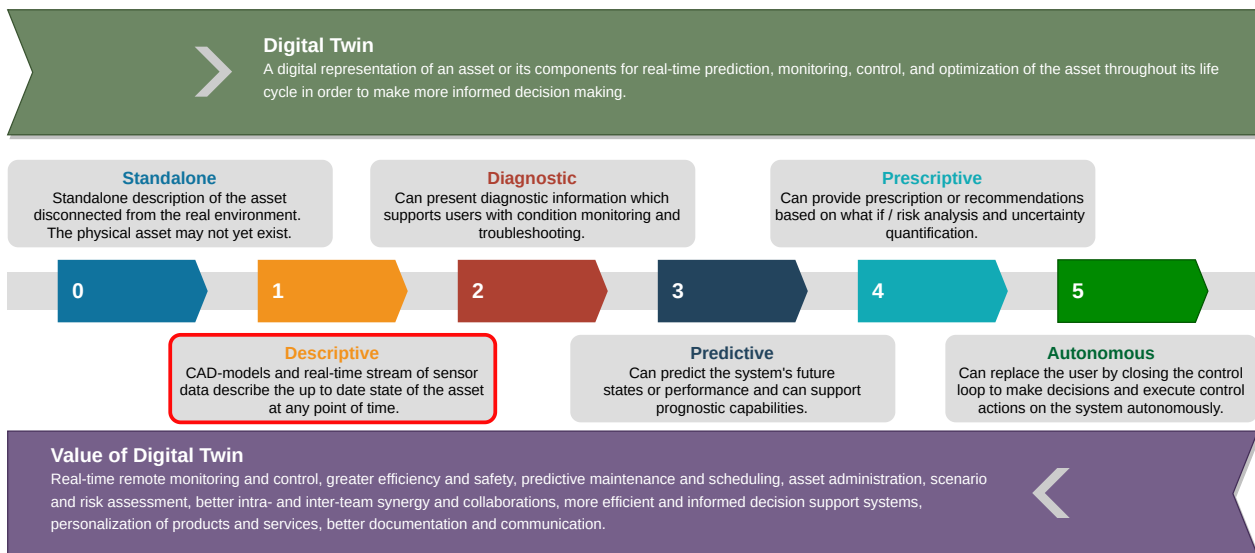 Digital Twin
A digital representation of an asset or its components for real-time prediction, monitoring, control, and optimization of the asset throughout its life
cycle in order to make more informed decision making.
Standalone
Standalone description of the asset
disconnected from the real environment.
The physical asset may not yet exist.
Diagnostic
Can present diagnostic information which
supports users with condition monitoring and
troubleshooting.
Prescriptive
Can provide prescription or recommendations
based on what if / risk analysis and uncertainty
quantification.
0
1
2
3
4
5
Descriptive
CAD-models and real-time stream of sensor
data describe the up to date state of the asset
at any point of time.
Predictive
Can predict the system's future
states or performance and can support
prognostic capabilities.
Autonomous
Can replace the user by closing the control
loop to make decisions and execute control
actions on the system autonomously.
Value of Digital Twin
Real-time remote monitoring and control, greater efficiency and safety, predictive maintenance and scheduling, asset administration, scenario
and risk assessment, better intra- and inter-team synergy and collaborations, more efficient and informed decision support systems,
personalization of products and services, better documentation and communication.